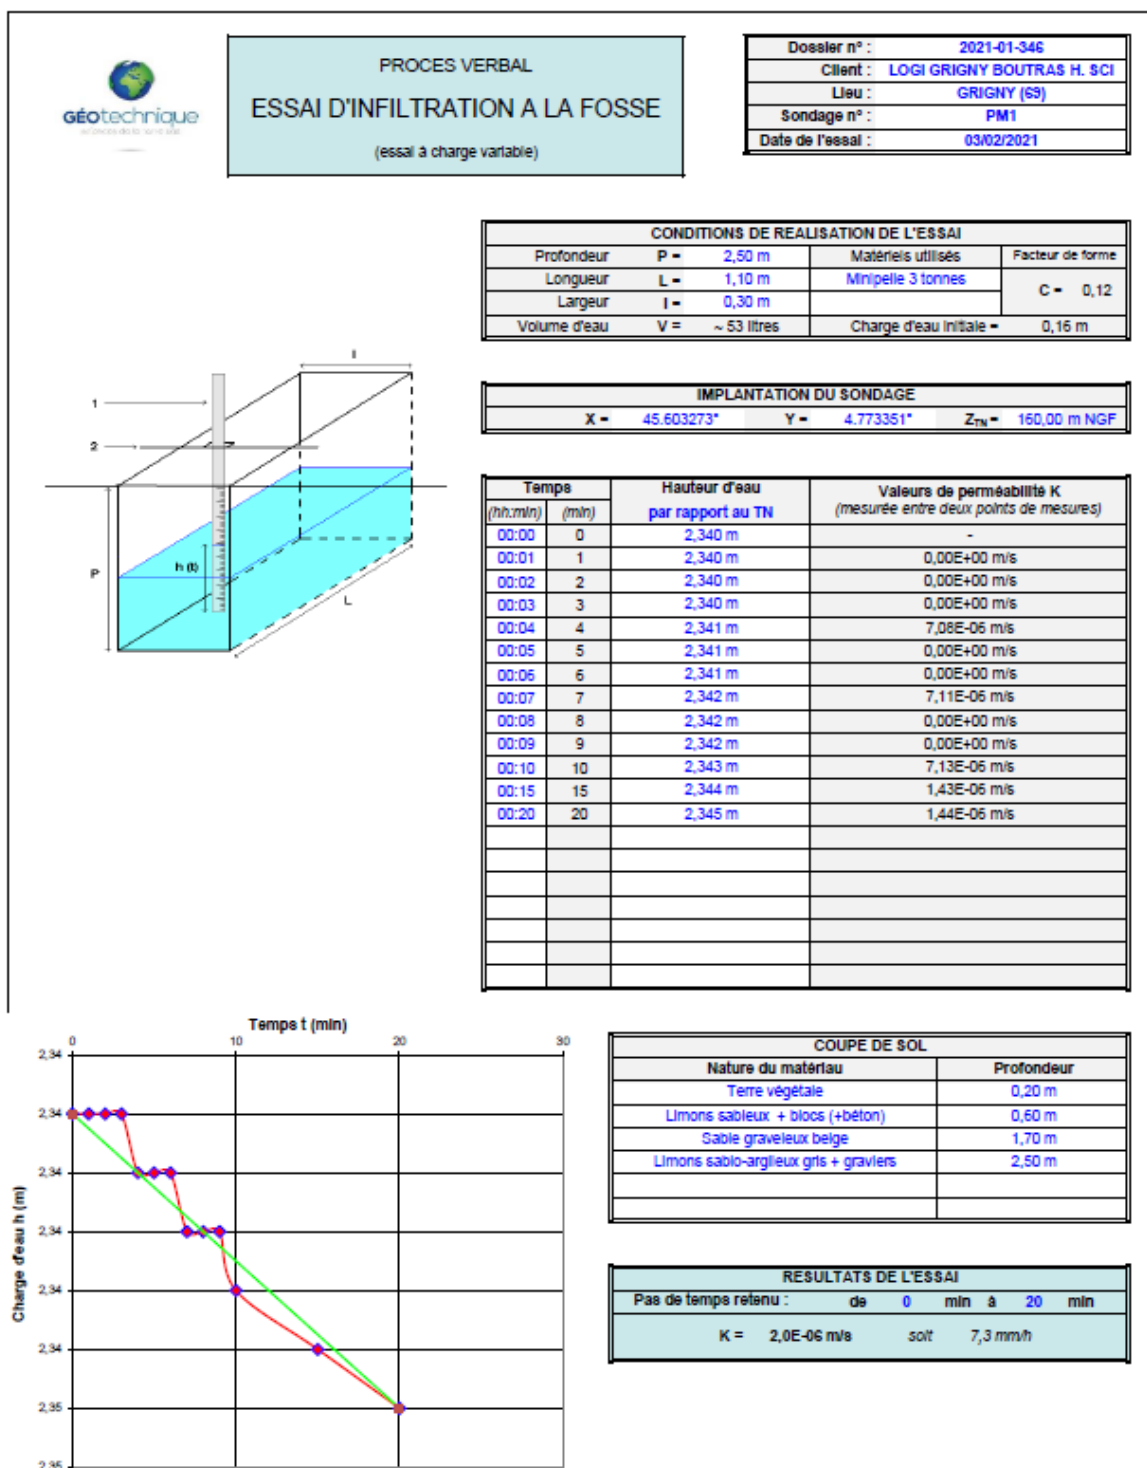 GÉOtechnique
PROCES VERBAL
ESSAI D'INFILTRATION A LA FOSSE
(essai à charge variable)
Dossier n° : 2021-01-346
Client : LOGI GRIGNY BOUTRAS H. SCI
Lieu : GRIGNY (69)
Sondage n° : PM1
Date de l'essai : 03/02/2021
CONDITIONS DE REALISATION DE L'ESSAI
Profondeur P = 2,50 m Matériels utilisés Facteur de forme
Longueur L = 1,10 m Minipelle 3 tonnes C = 0,12
Largeur l = 0,30 m
Volume d'eau V = ~ 53 litres Charge d'eau initiale = 0,16 m
IMPLANTATION DU SONDAGE
X = 45.603273° Y = 4.773351° ZTN = 160,00 m NGF
l
1
2
P
h (t)
L
Temps Hauteur d'eau Valeurs de perméabilité K
(hh:min) (min) par rapport au TN (mesurée entre deux points de mesures)
00:00 0 2,340 m -
00:01 1 2,340 m 0,00E+00 m/s
00:02 2 2,340 m 0,00E+00 m/s
00:03 3 2,340 m 0,00E+00 m/s
00:04 4 2,341 m 7,08E-06 m/s
00:05 5 2,341 m 0,00E+00 m/s
00:06 6 2,341 m 0,00E+00 m/s
00:07 7 2,342 m 7,11E-06 m/s
00:08 8 2,342 m 0,00E+00 m/s
00:09 9 2,342 m 0,00E+00 m/s
00:10 10 2,343 m 7,13E-06 m/s
00:15 15 2,344 m 1,43E-06 m/s
00:20 20 2,345 m 1,44E-06 m/s
Temps t (min)
0 10 20 30
2,34
2,34
2,34
2,34
2,34
2,34
2,35
2,35
Charge d'eau h (m)
COUPE DE SOL
Nature du matériau Profondeur
Terre végétale 0,20 m
Limons sableux + blocs (+béton) 0,60 m
Sable graveleux beige 1,70 m
Limons sablo-argileux gris + graviers 2,50 m
RESULTATS DE L'ESSAI
Pas de temps retenu : de 0 min à 20 min
K = 2,0E-06 m/s soit 7,3 mm/h